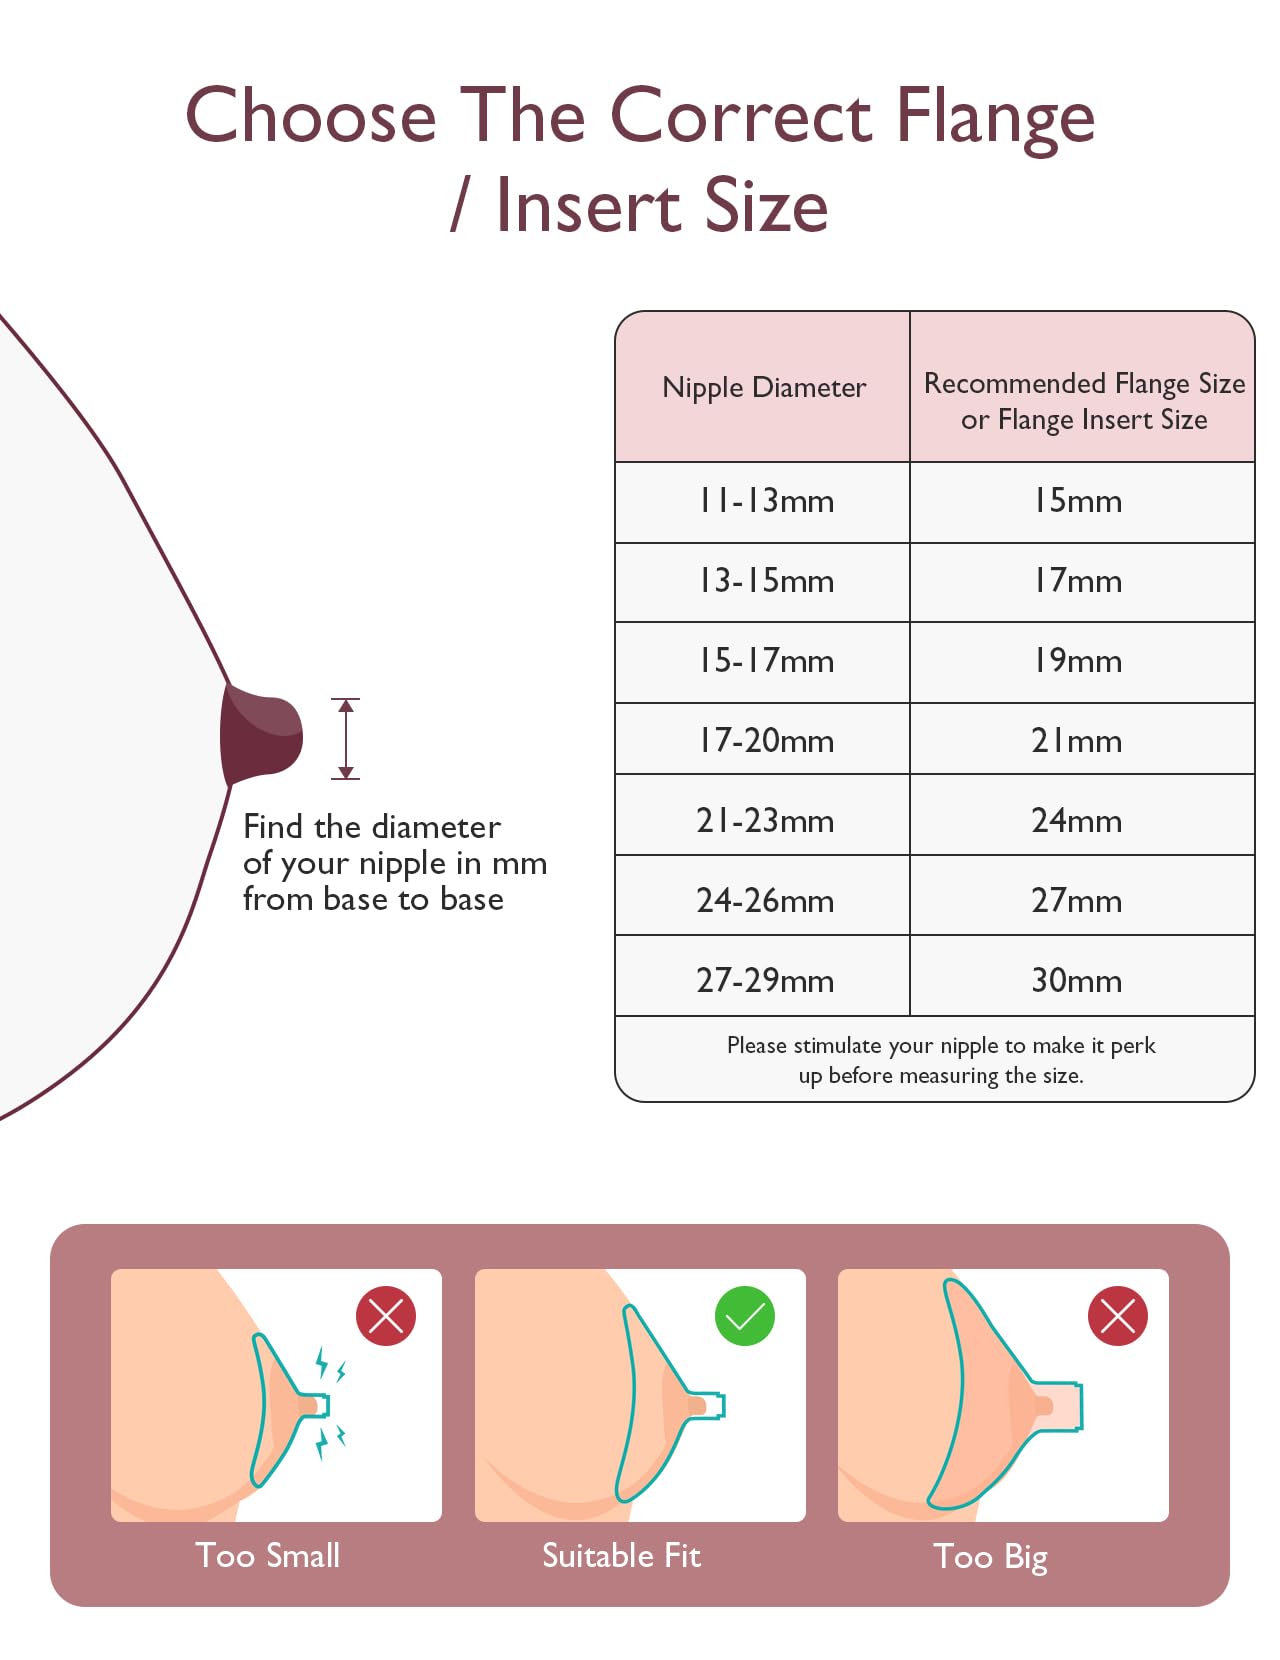 Choose The Correct Flange
/ Insert Size
Nipple Diameter
Recommended Flange Size
or Flange Insert Size
11-13mm
15mm
13-15mm
17mm
15-17mm
19mm
17-20mm
21mm
21-23mm
24mm
24-26mm
27mm
27-29mm
30mm
Please stimulate your nipple to make it perk
up before measuring the size.
Find the diameter
of your nipple in mm
from base to base
Too Small
Suitable Fit
Too Big